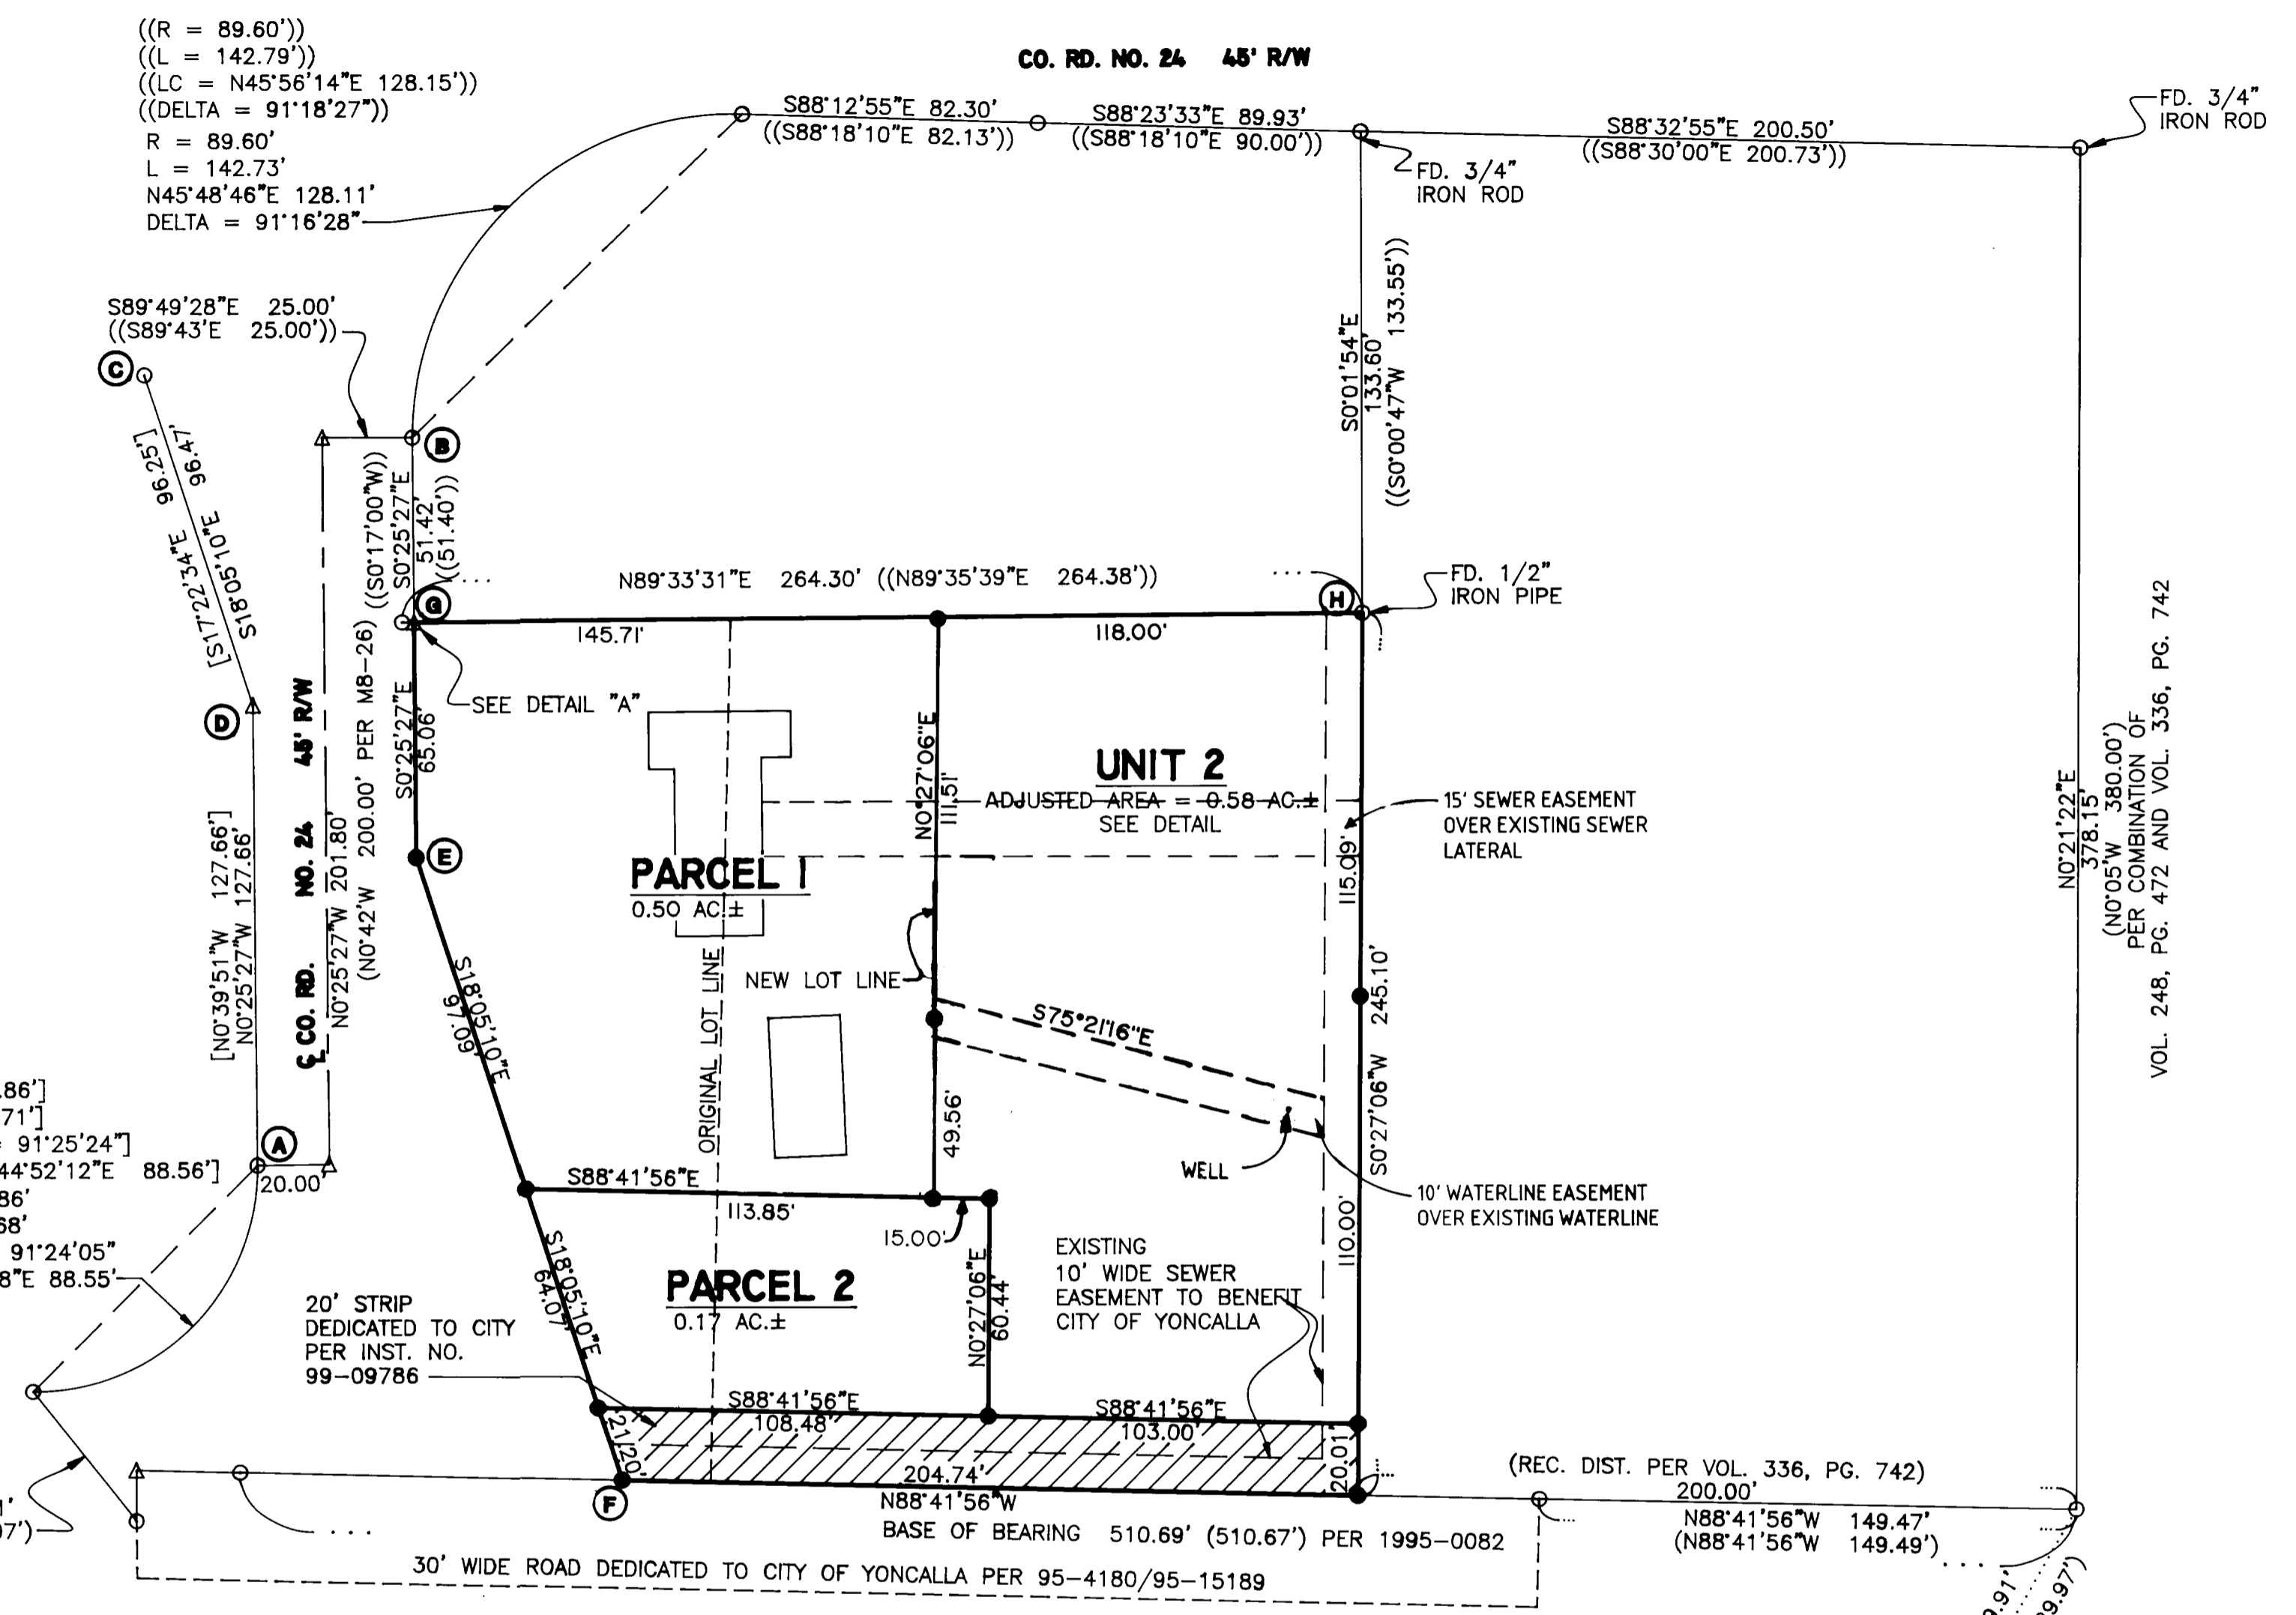 ((R = 89.60'))
((L = 142.79'))
((LC = N45°56'14"E 128.15'))
((DELTA = 91°18'27"))
R = 89.60'
L = 142.73'
N45°48'46"E 128.11'
DELTA = 91°16'28"
CO. RD. NO. 24 45' R/W
S88°12'55"E 82.30'
((S88°18'10"E 82.13'))
S88°23'33"E 89.93'
((S88°18'10"E 90.00'))
S88°32'55"E 200.50'
((S88°30'00"E 200.73'))
FD. 3/4"
IRON ROD
FD. 3/4"
IRON ROD
S89°49'28"E 25.00'
((S89°43'E 25.00'))
C
B
[S17°22'34"E 96.25']
S18°05'10"E 96.47'
((S0°17'00"W))
S0°25'27"E
51.42'
((51.40'))
S0°01'54"E
133.60'
((S0°00'47"W 133.55'))
N89°33'31"E 264.30' ((N89°35'39"E 264.38'))
G
H
FD. 1/2"
IRON PIPE
145.71'
118.00'
D
SEE DETAIL "A"
S0°25'27"E
65.06'
E
[N0°39'51"W 127.66']
N0°25'27"W 127.66'
℄ CO. RD. NO. 24 45' R/W
N0°25'27"W 201.80'
(N0°42'W 200.00' PER M8-26)
N0°27'06"E
111.51'
UNIT 2
ADJUSTED AREA = 0.58 AC.±
SEE DETAIL
PARCEL 1
0.50 AC.±
15' SEWER EASEMENT
OVER EXISTING SEWER
LATERAL
115.09'
S0°27'06"W 245.10'
N0°21'22"E
378.15'
(N0°05'W 380.00')
PER COMBINATION OF
VOL. 248, PG. 472 AND VOL. 336, PG. 742
NEW LOT LINE
ORIGINAL LOT LINE
S18°05'10"E
97.09'
S75°21'16"E
49.56'
WELL
10' WATERLINE EASEMENT
OVER EXISTING WATERLINE
110.00'
.86']
71']
= 91°25'24"]
44°52'12"E 88.56']
86'
68'
91°24'05"
8"E 88.55'
A
20.00'
S88°41'56"E
113.85'
15.00'
S18°05'10"E
64.07'
PARCEL 2
0.17 AC.±
N0°27'06"E
60.44'
EXISTING
10' WIDE SEWER
EASEMENT TO BENEFIT
CITY OF YONCALLA
20' STRIP
DEDICATED TO CITY
PER INST. NO.
99-09786
S88°41'56"E
108.48'
S88°41'56"E
103.00'
21.20'
20.01'
204.74'
F
N88°41'56"W
BASE OF BEARING 510.69' (510.67') PER 1995-0082
(REC. DIST. PER VOL. 336, PG. 742)
200.00'
N88°41'56"W 149.47'
(N88°41'56"W 149.49')
30' WIDE ROAD DEDICATED TO CITY OF YONCALLA PER 95-4180/95-15189
7')
9.91'
39.97')